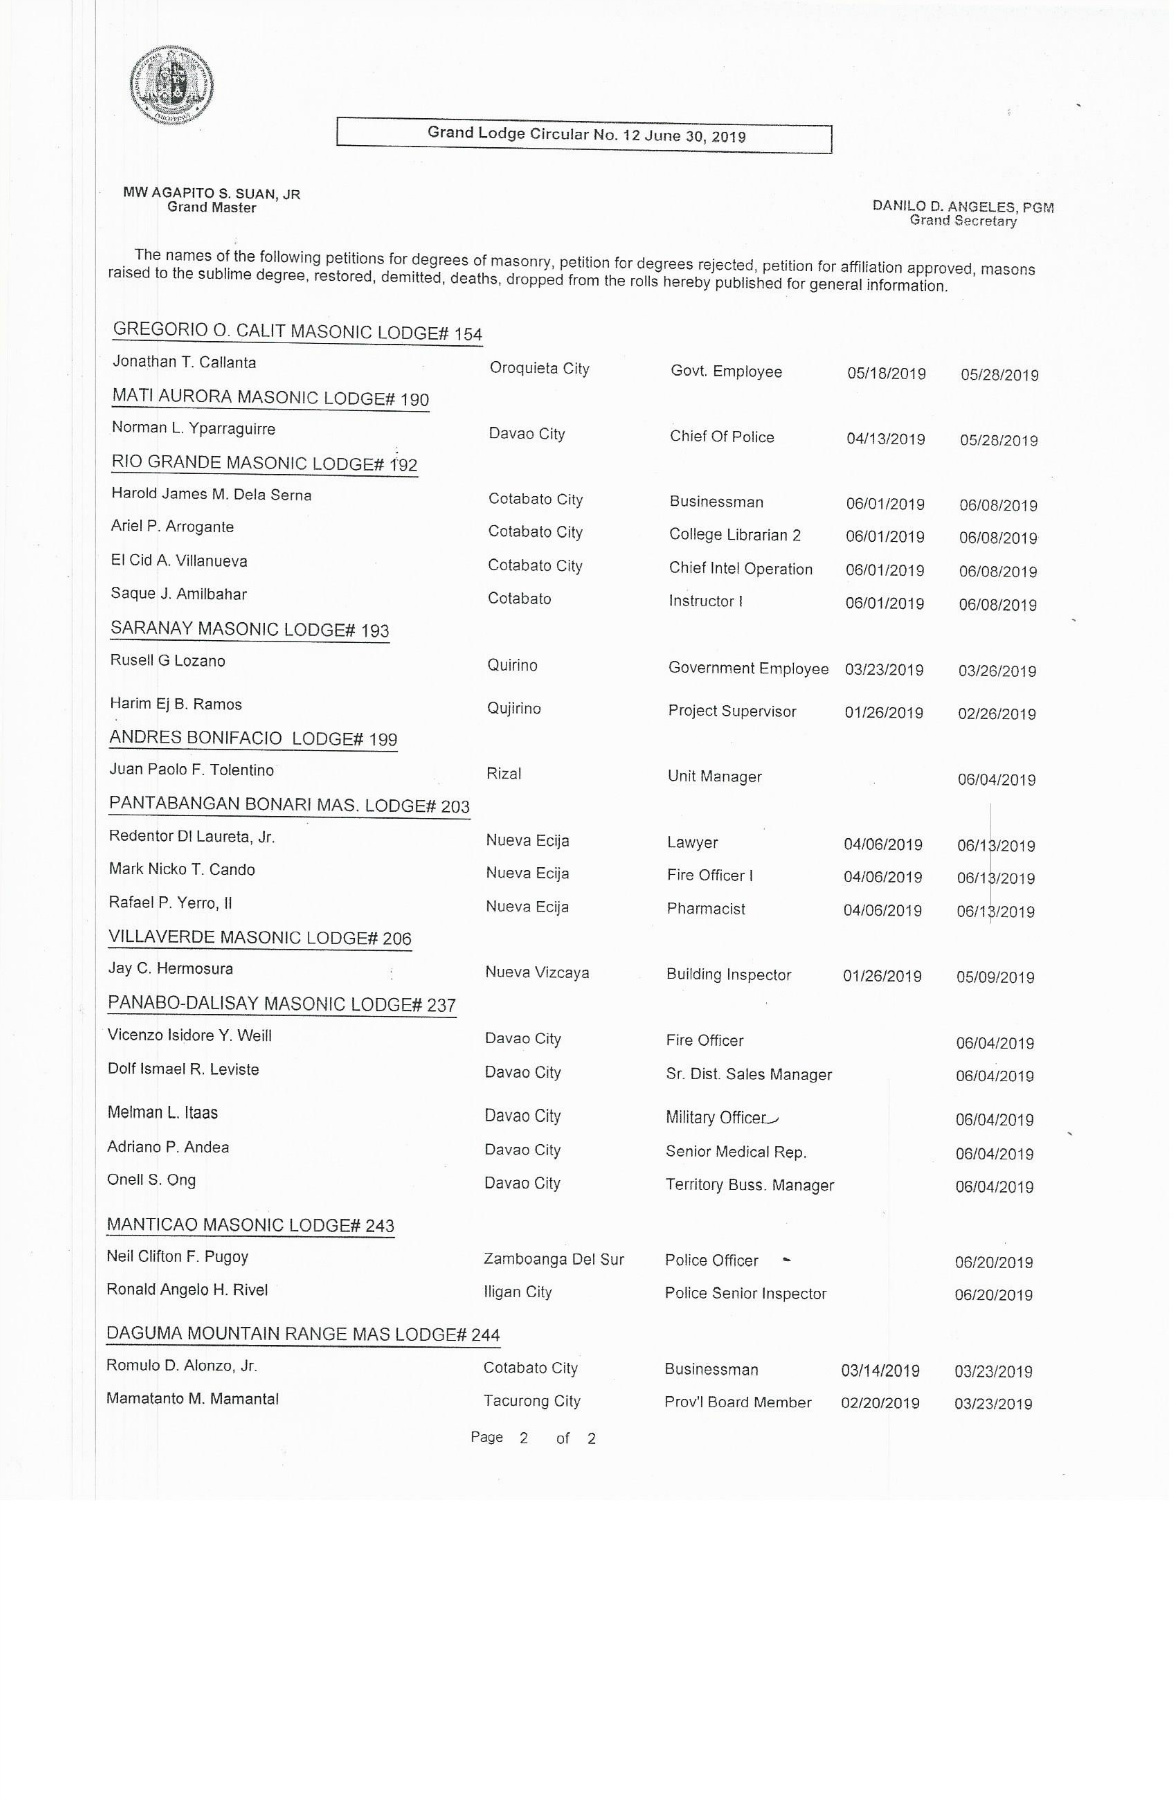 Grand Lodge Circular No. 12 June 30, 2019
MW AGAPITO S. SUAN, JR
Grand Master
DANILO D. ANGELES, PGM
Grand Secretary
The names of the following petitions for degrees of masonry, petition for degrees rejected, petition for affiliation approved, masons
raised to the sublime degree, restored, demitted, deaths, dropped from the rolls hereby published for general information.
GREGORIO O. CALIT MASONIC LODGE# 154
Jonathan T. Callanta Oroquieta City Govt. Employee 05/18/2019 05/28/2019
MATI AURORA MASONIC LODGE# 190
Norman L. Yparraguirre Davao City Chief Of Police 04/13/2019 05/28/2019
RIO GRANDE MASONIC LODGE# 192
Harold James M. Dela Serna Cotabato City Businessman 06/01/2019 06/08/2019
Ariel P. Arrogante Cotabato City College Librarian 2 06/01/2019 06/08/2019
El Cid A. Villanueva Cotabato City Chief Intel Operation 06/01/2019 06/08/2019
Saque J. Amilbahar Cotabato Instructor I 06/01/2019 06/08/2019
SARANAY MASONIC LODGE# 193
Rusell G Lozano Quirino Government Employee 03/23/2019 03/26/2019
Harim Ej B. Ramos Qujirino Project Supervisor 01/26/2019 02/26/2019
ANDRES BONIFACIO LODGE# 199
Juan Paolo F. Tolentino Rizal Unit Manager 06/04/2019
PANTABANGAN BONARI MAS. LODGE# 203
Redentor DI Laureta, Jr. Nueva Ecija Lawyer 04/06/2019 06/13/2019
Mark Nicko T. Cando Nueva Ecija Fire Officer I 04/06/2019 06/13/2019
Rafael P. Yerro, II Nueva Ecija Pharmacist 04/06/2019 06/13/2019
VILLAVERDE MASONIC LODGE# 206
Jay C. Hermosura Nueva Vizcaya Building Inspector 01/26/2019 05/09/2019
PANABO-DALISAY MASONIC LODGE# 237
Vicenzo Isidore Y. Weill Davao City Fire Officer 06/04/2019
Dolf Ismael R. Leviste Davao City Sr. Dist. Sales Manager 06/04/2019
Melman L. Itaas Davao City Military Officer 06/04/2019
Adriano P. Andea Davao City Senior Medical Rep. 06/04/2019
Onell S. Ong Davao City Territory Buss. Manager 06/04/2019
MANTICAO MASONIC LODGE# 243
Neil Clifton F. Pugoy Zamboanga Del Sur Police Officer 06/20/2019
Ronald Angelo H. Rivel Iligan City Police Senior Inspector 06/20/2019
DAGUMA MOUNTAIN RANGE MAS LODGE# 244
Romulo D. Alonzo, Jr. Cotabato City Businessman 03/14/2019 03/23/2019
Mamatanto M. Mamantal Tacurong City Prov'l Board Member 02/20/2019 03/23/2019
Page 2 of 2